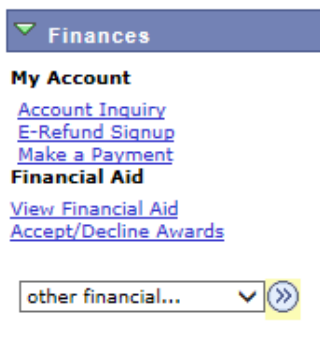 Finances
My Account
Account Inquiry
E-Refund Signup
Make a Payment
Financial Aid
View Financial Aid
Accept/Decline Awards
other financial...